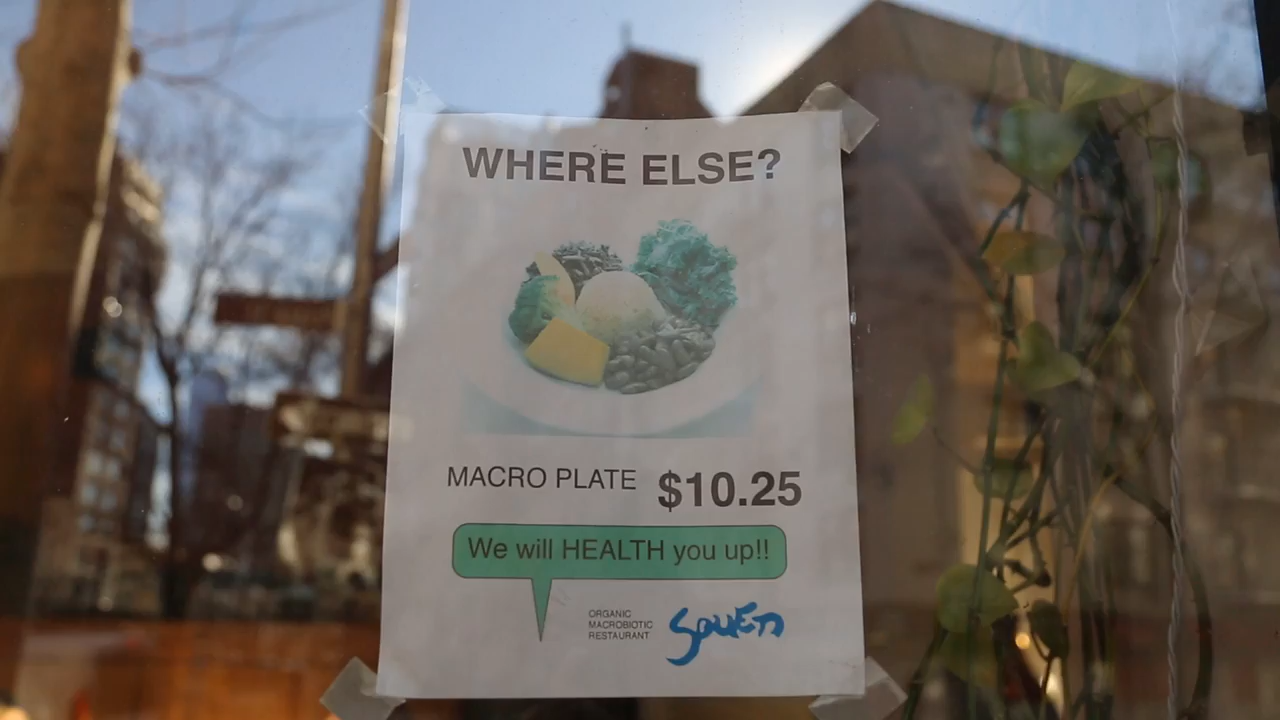 WHERE ELSE?
MACRO PLATE $10.25
We will HEALTH you up!!
ORGANIC
MACROBIOTIC
RESTAURANT
Souen